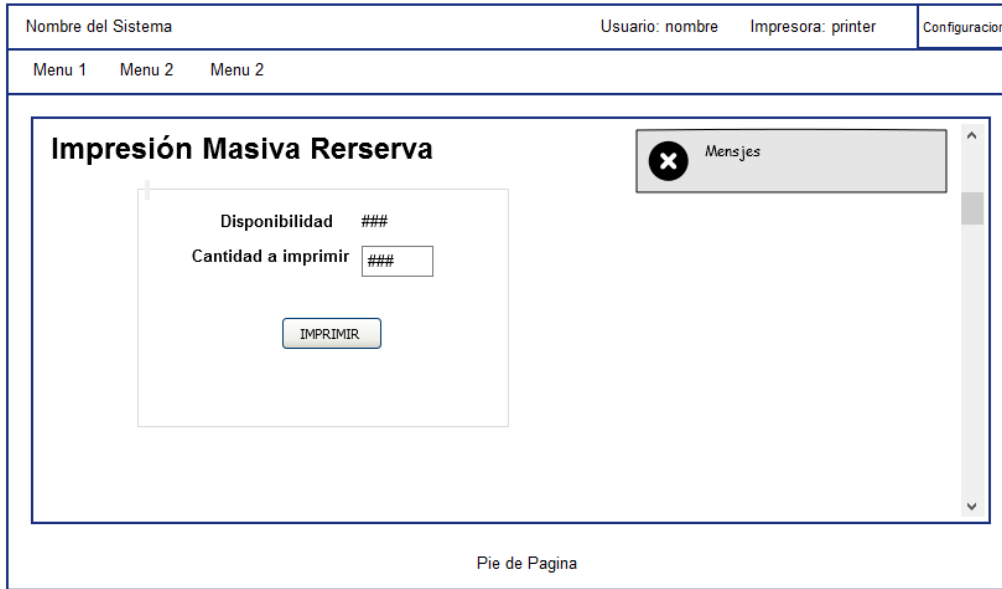 Nombre del Sistema Usuario: nombre Impresora: printer Configuracion
Menu 1 Menu 2 Menu 2
Impresión Masiva Rerserva
Mensjes
Disponibilidad ###
Cantidad a imprimir ###
IMPRIMIR
Pie de Pagina